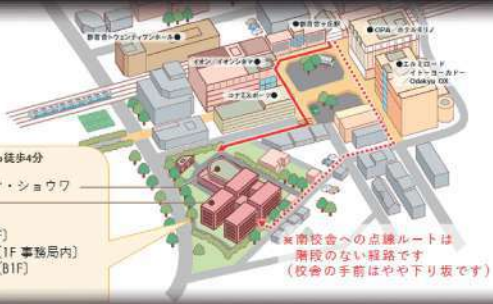 新百合ヶ丘駅
新百合トウェンティワンホール
OPA/ホテルモリノ
イオン/イオンシネマ
エルミロード
/イトーヨーカドー
Odakyu OX
コナミスポーツ
徒歩4分
・ショウワ
[1F 事務局内]
[B1F]
※南校舎への点線ルートは
階段のない経路です
(校舎の手前はやや下り坂です)